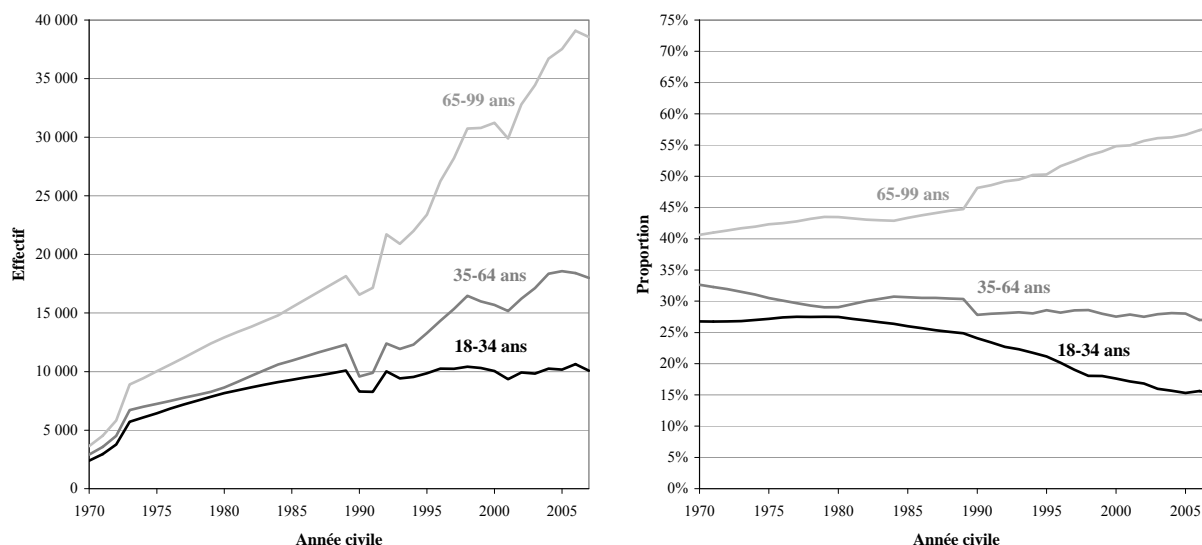 40 000
35 000
30 000
25 000
20 000
15 000
10 000
5 000
0
Effectif
65-99 ans
35-64 ans
18-34 ans
1970 1975 1980 1985 1990 1995 2000 2005
Année civile
75%
70%
65%
60%
55%
50%
45%
40%
35%
30%
25%
20%
15%
10%
5%
0%
Proportion
65-99 ans
35-64 ans
18-34 ans
1970 1975 1980 1985 1990 1995 2000 2005
Année civile